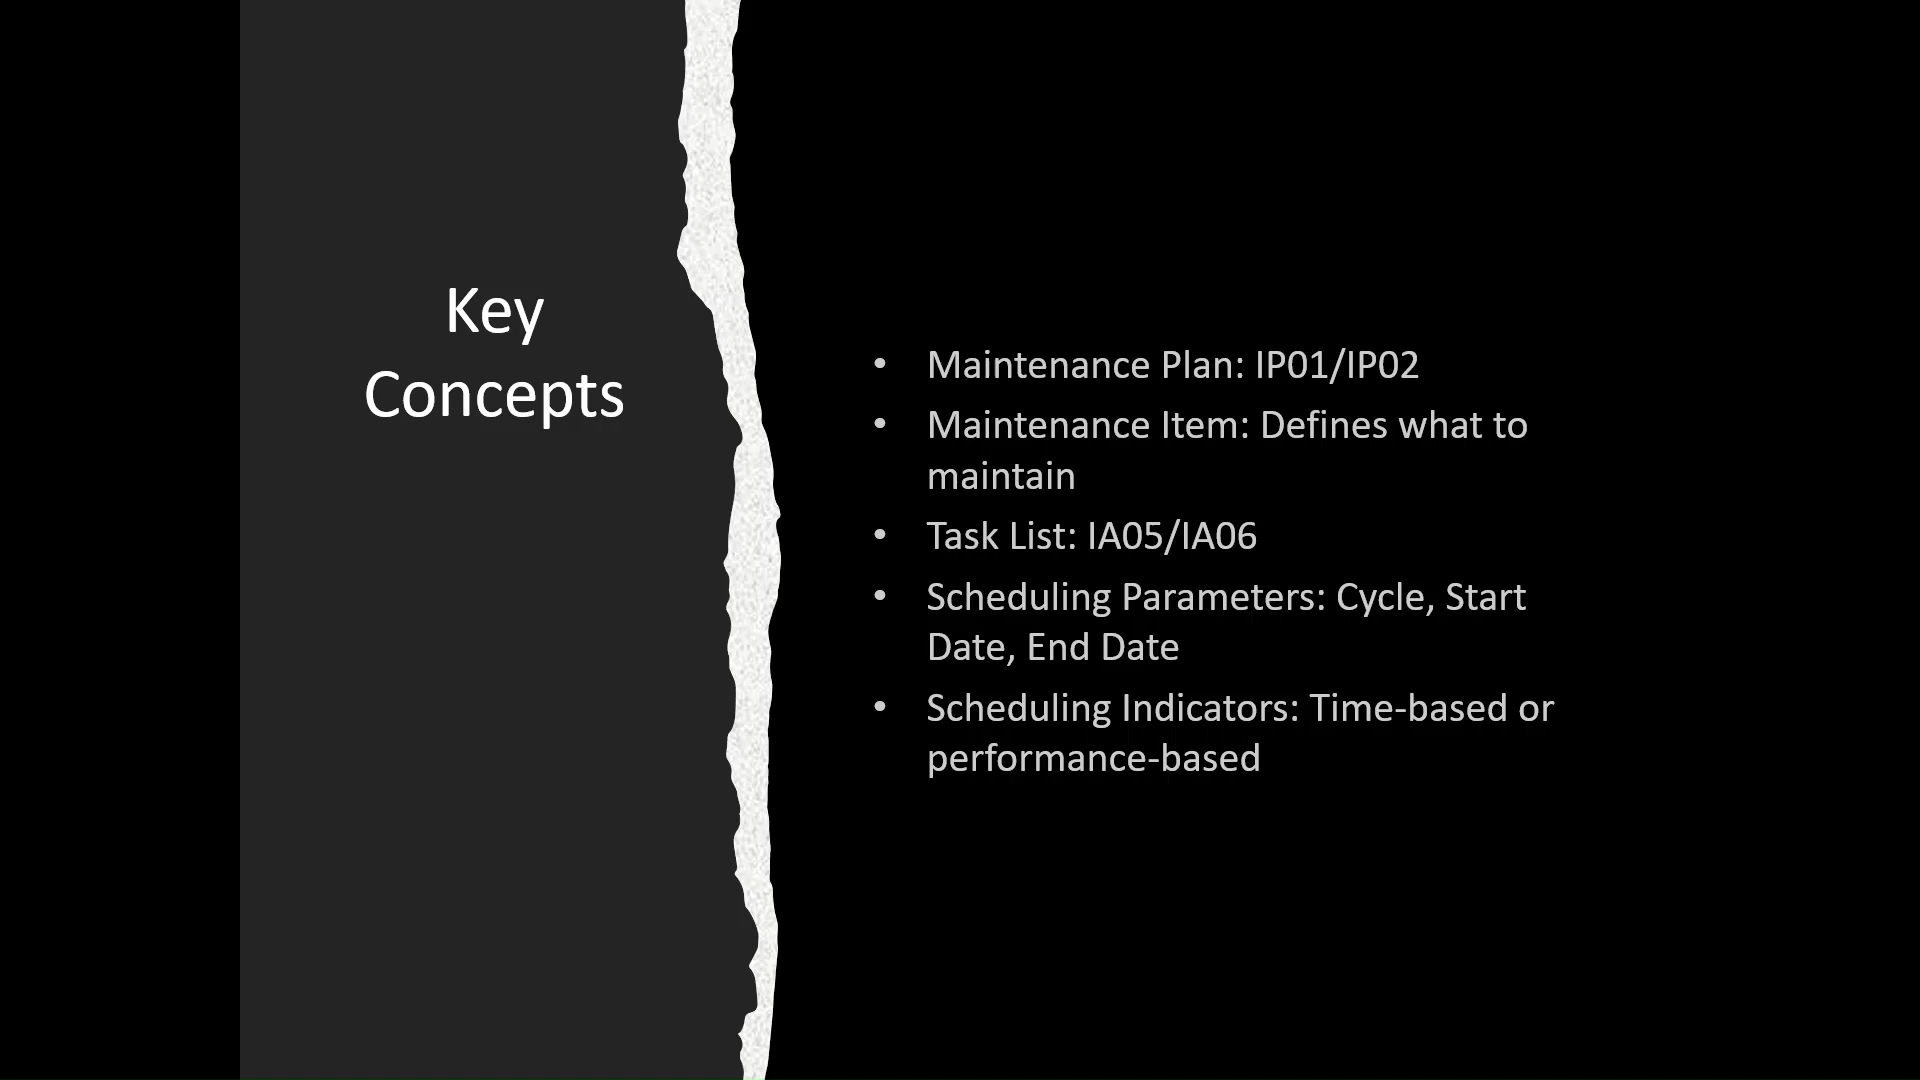 Key
Concepts
• Maintenance Plan: IP01/IP02
• Maintenance Item: Defines what to
maintain
• Task List: IA05/IA06
• Scheduling Parameters: Cycle, Start
Date, End Date
• Scheduling Indicators: Time-based or
performance-based